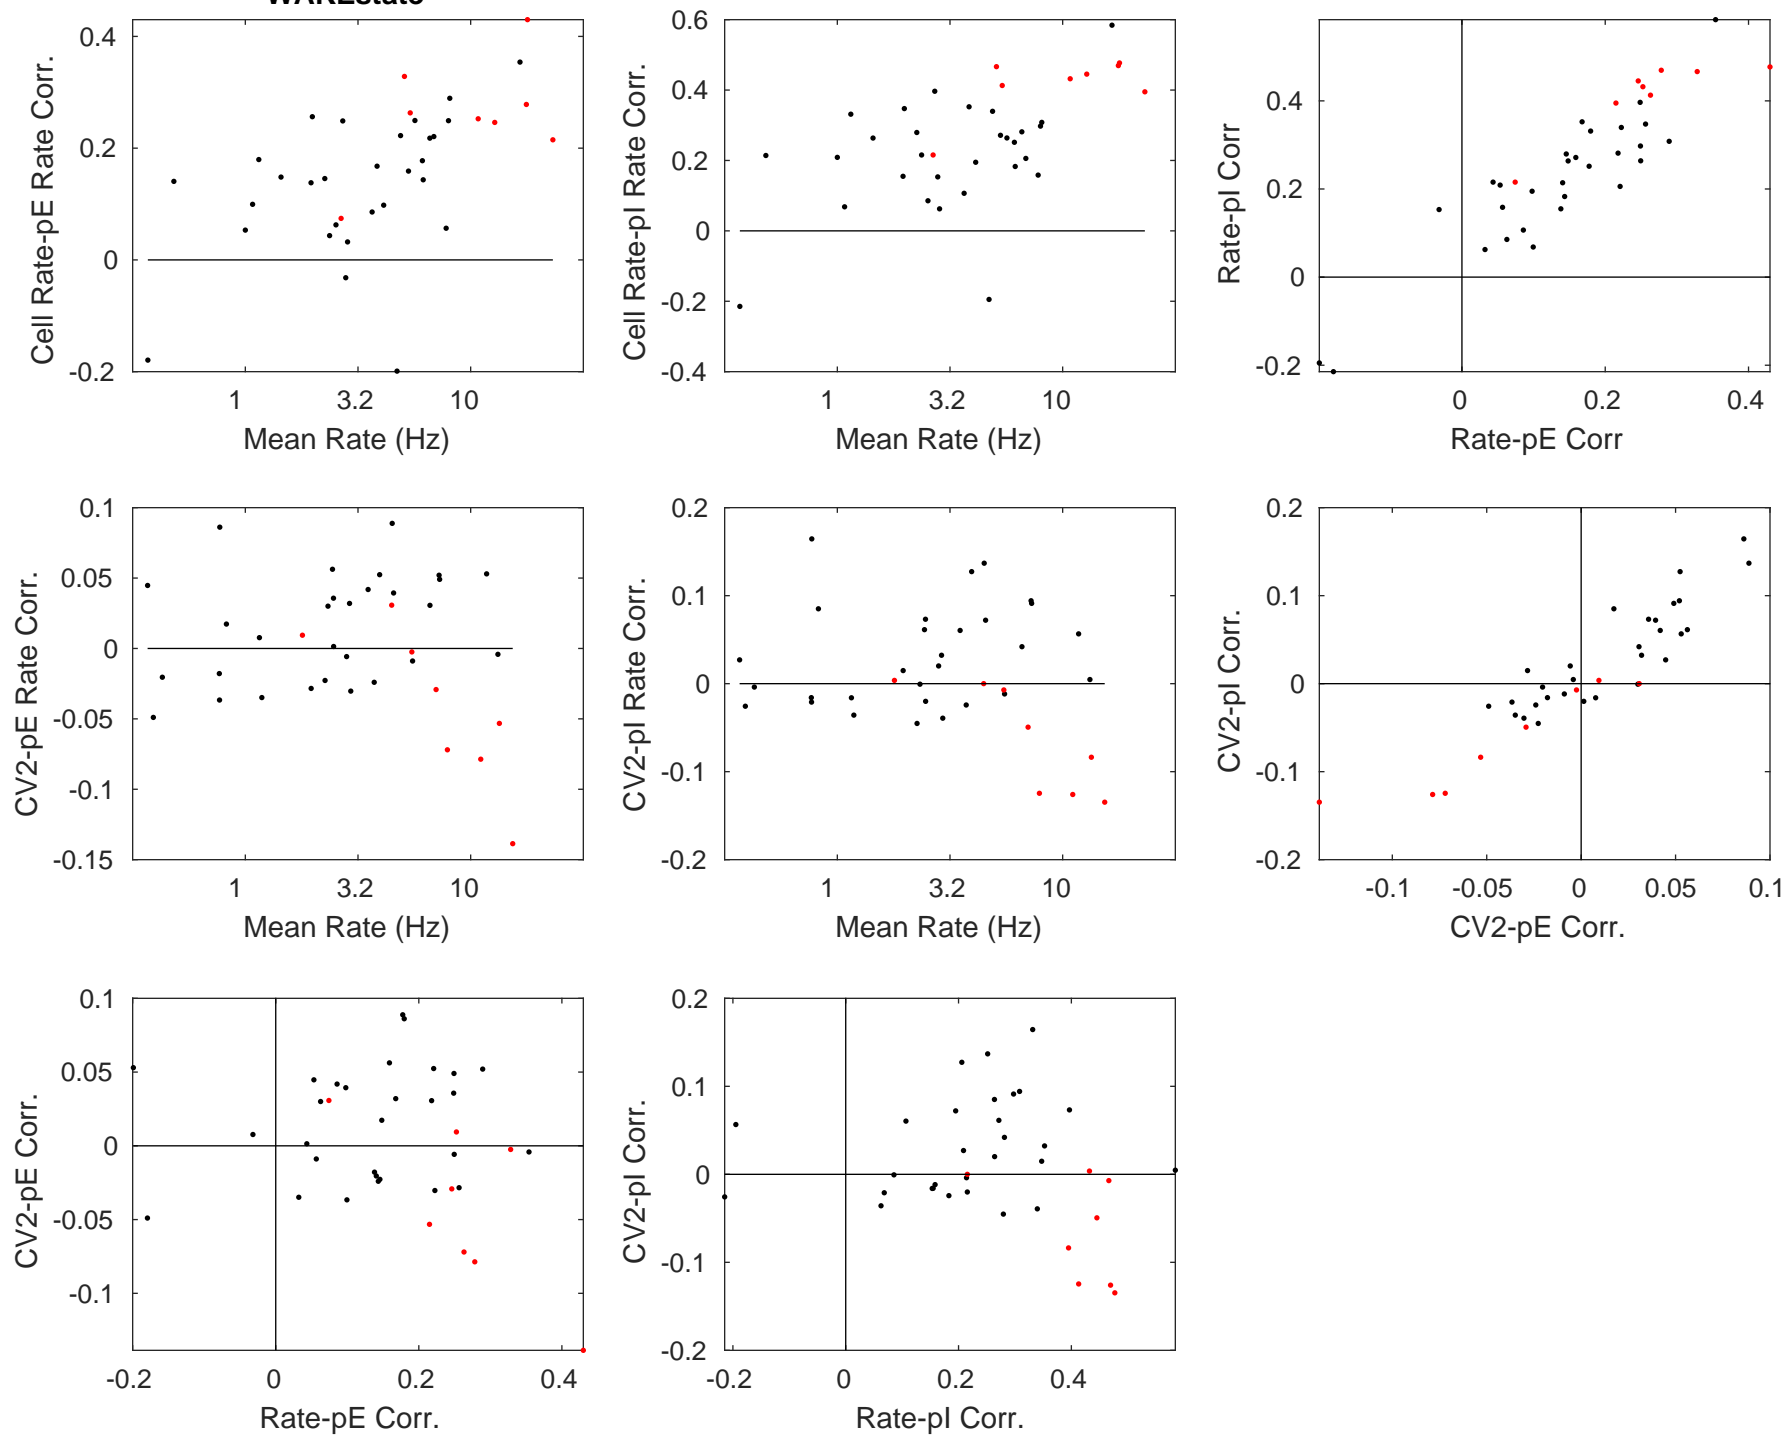 WAKEstate
0.4
0.2
0
-0.2
Cell Rate-pE Rate Corr.
1 3.2 10
Mean Rate (Hz)
0.6
0.4
0.2
0
-0.2
-0.4
Cell Rate-pI Rate Corr.
1 3.2 10
Mean Rate (Hz)
0.4
0.2
0
-0.2
Rate-pI Corr
0 0.2 0.4
Rate-pE Corr
0.1
0.05
0
-0.05
-0.1
-0.15
CV2-pE Rate Corr.
1 3.2 10
Mean Rate (Hz)
0.2
0.1
0
-0.1
-0.2
CV2-pI Rate Corr.
1 3.2 10
Mean Rate (Hz)
0.2
0.1
0
-0.1
-0.2
CV2-pI Corr.
-0.1 -0.05 0 0.05 0.1
CV2-pE Corr.
0.1
0.05
0
-0.05
-0.1
CV2-pE Corr.
-0.2 0 0.2 0.4
Rate-pE Corr.
0.2
0.1
0
-0.1
-0.2
CV2-pI Corr.
-0.2 0 0.2 0.4
Rate-pI Corr.